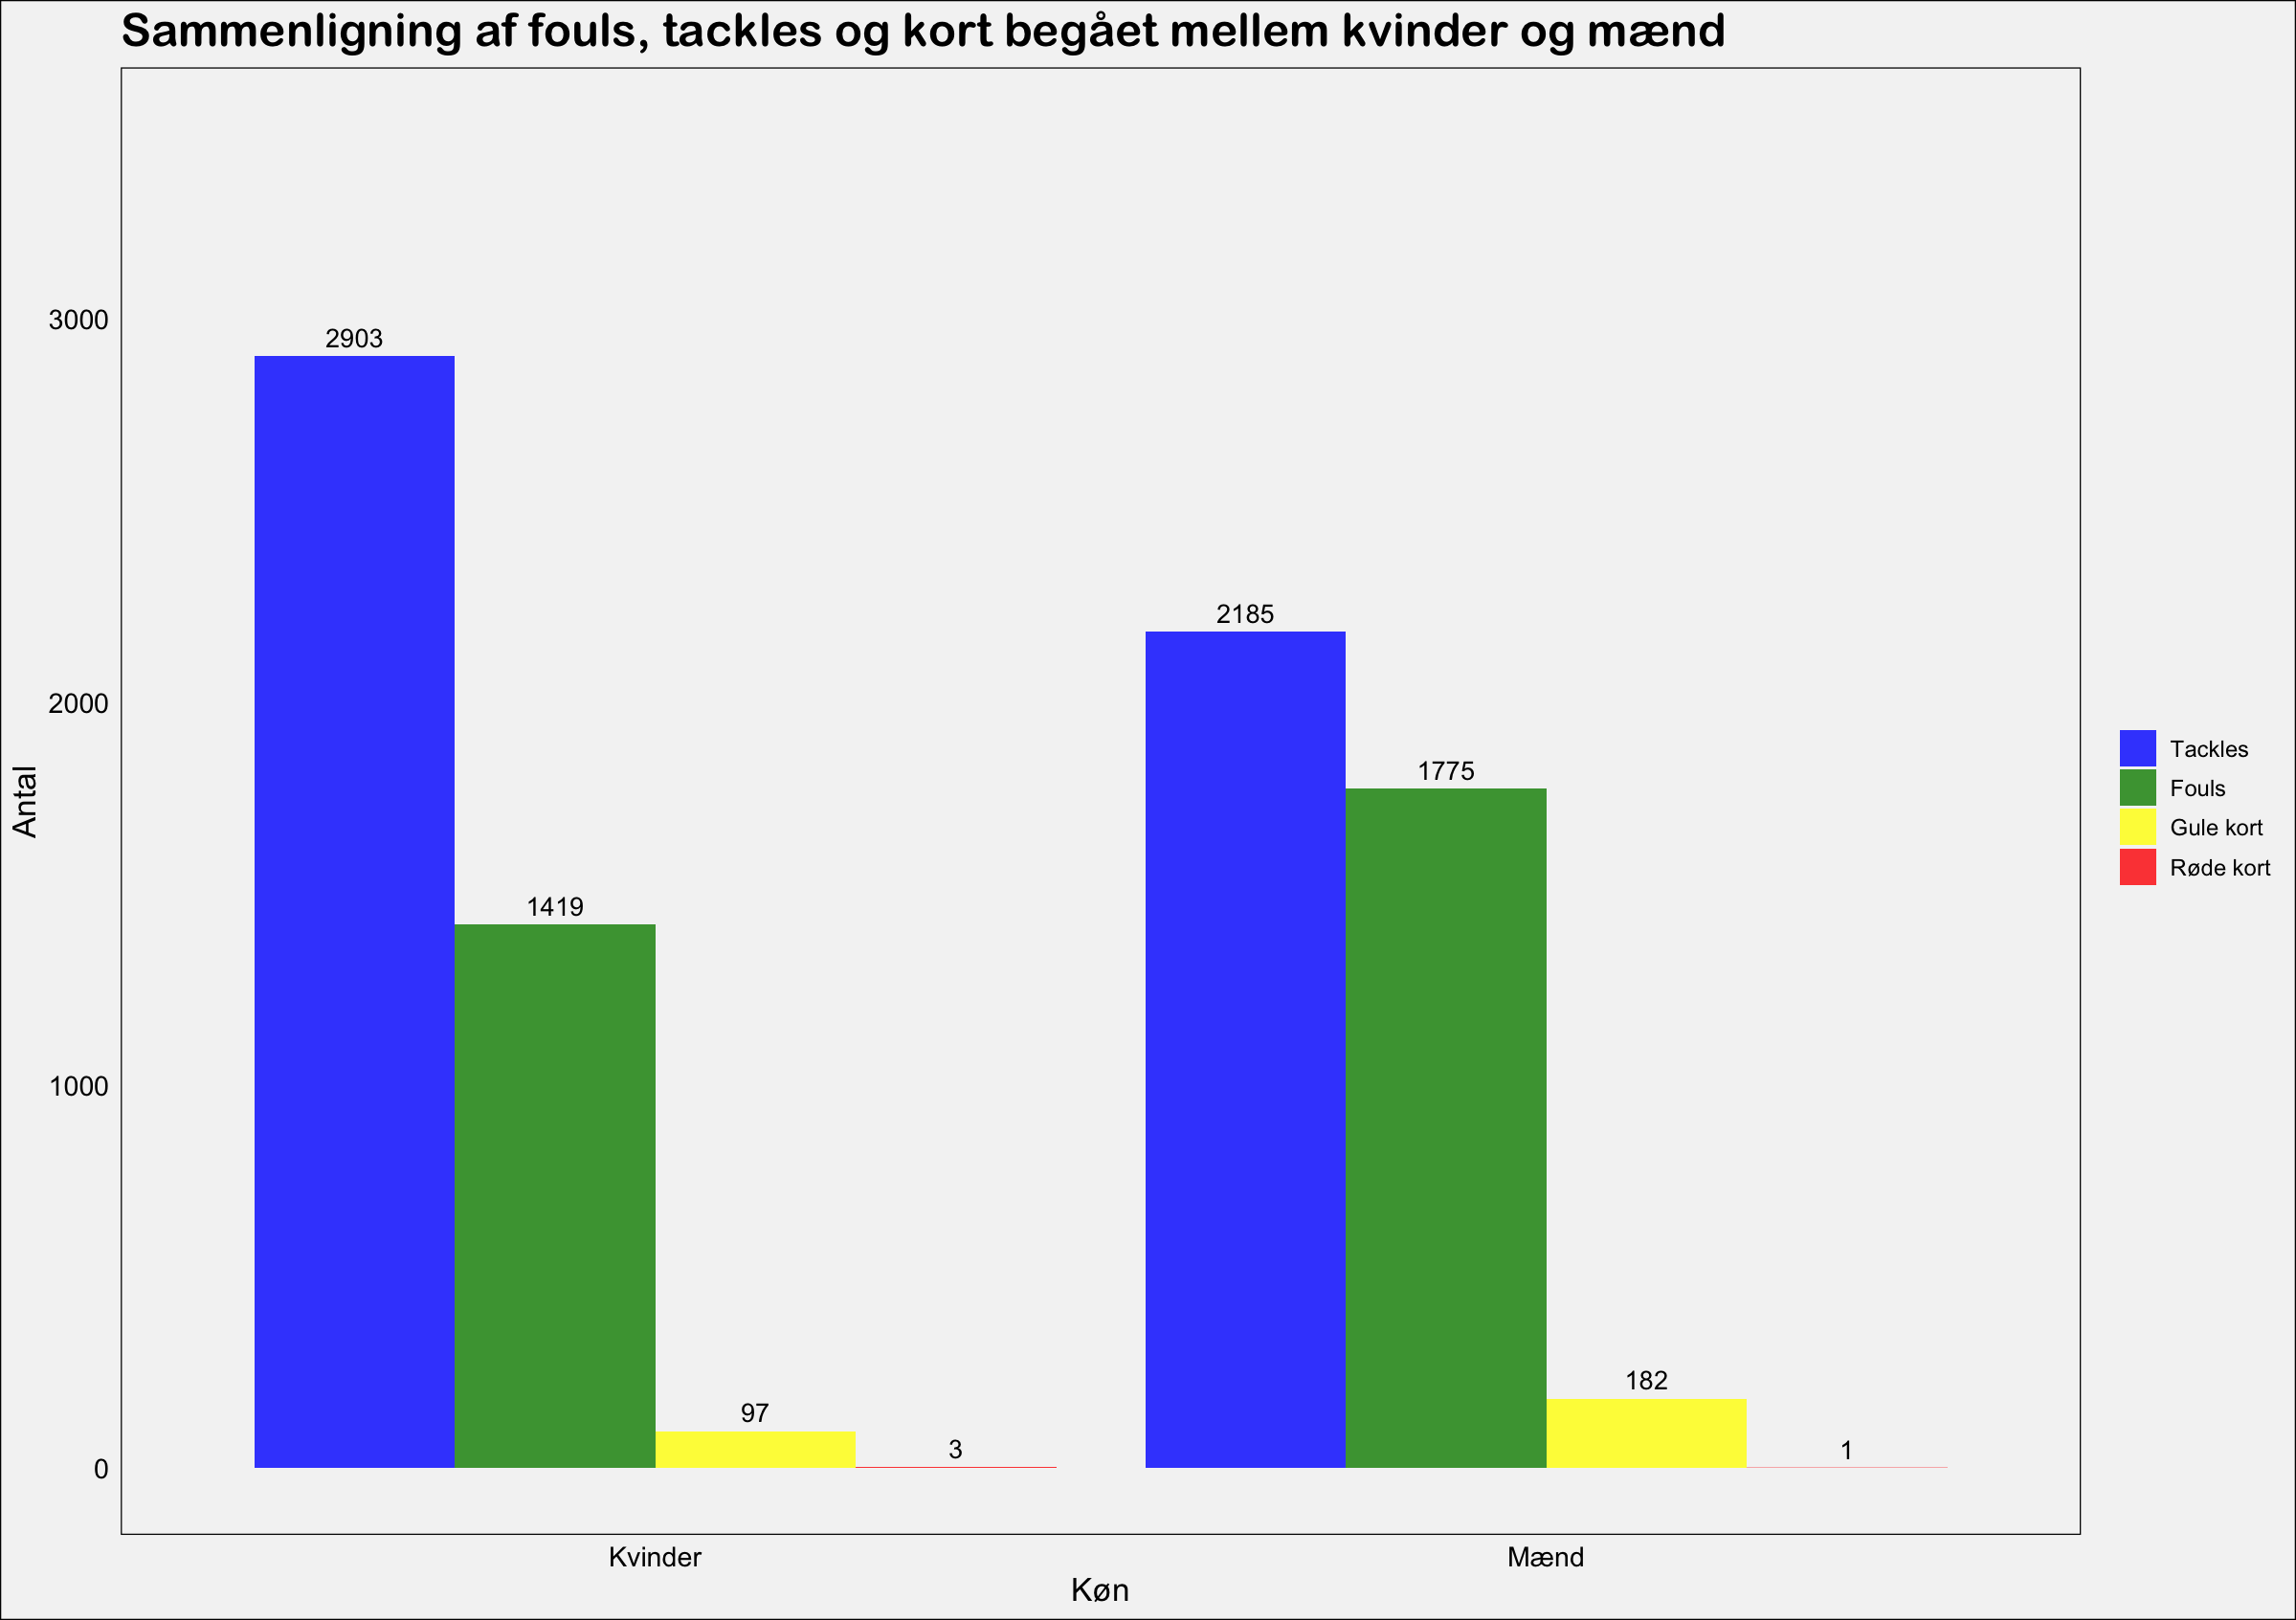 Sammenligning af fouls, tackles og kort begået mellem kvinder og mænd
Antal
3000
2000
1000
0
2903
1419
97
3
2185
1775
182
1
Kvinder
Mænd
Køn
Tackles
Fouls
Gule kort
Røde kort